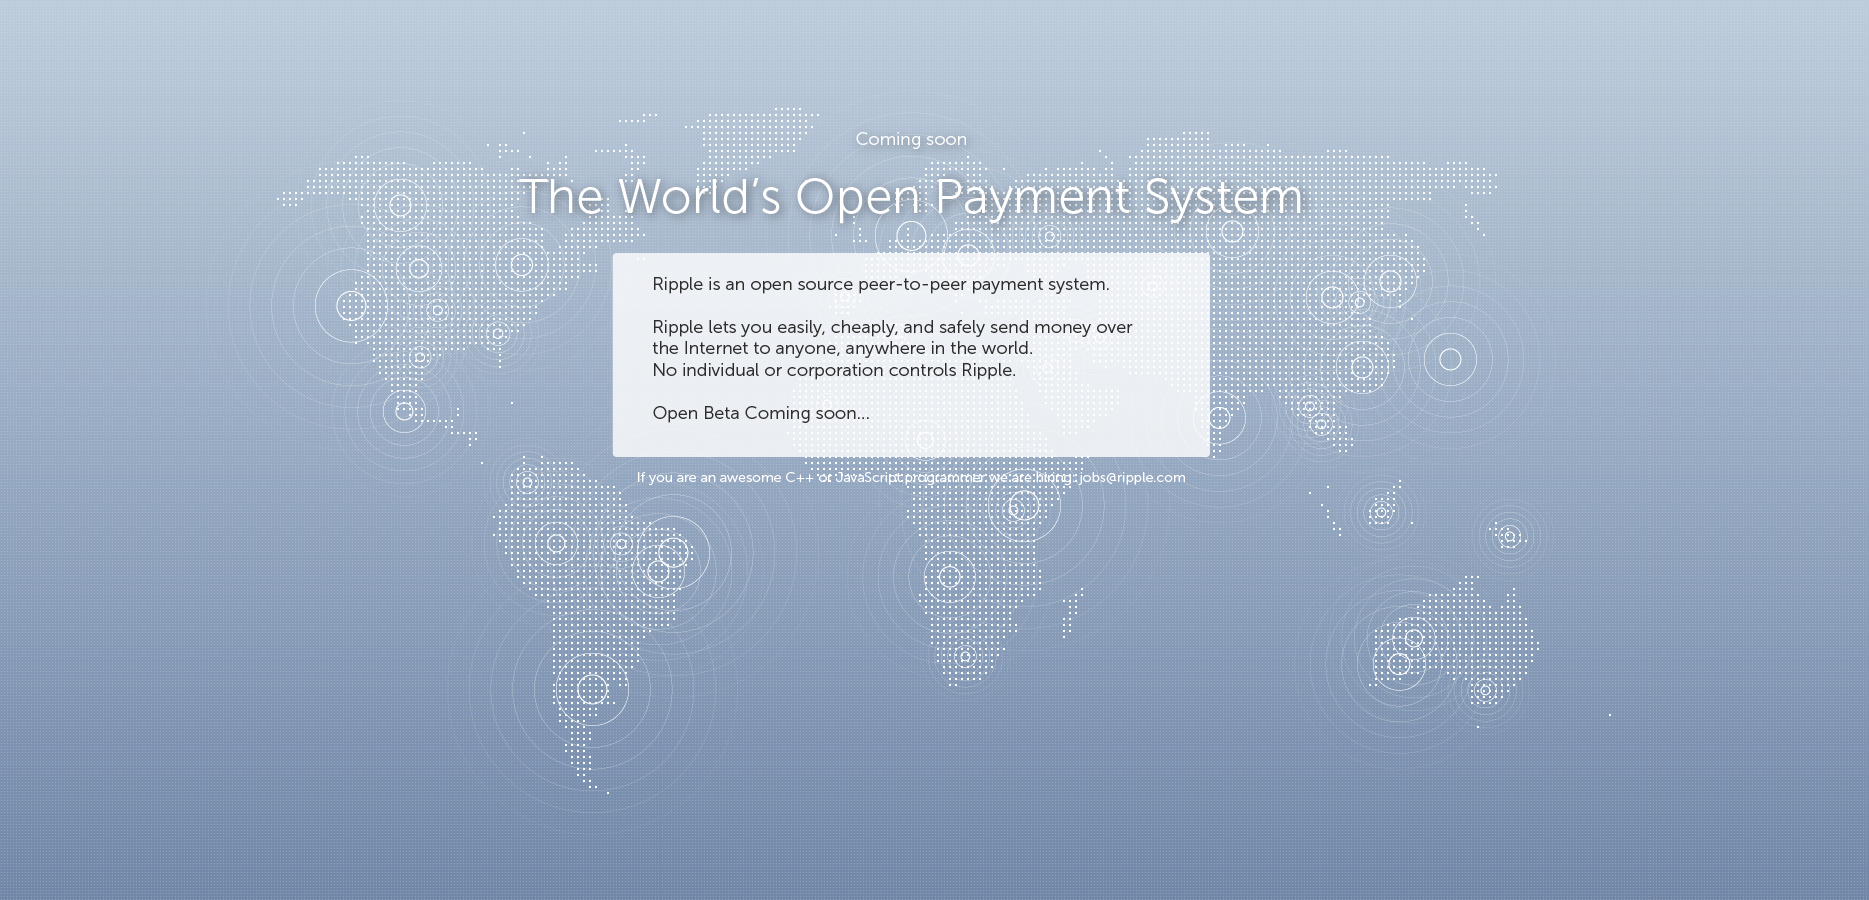 Coming soon
The World's Open Payment System
Ripple is an open source peer-to-peer payment system.
Ripple lets you easily, cheaply, and safely send money over
the Internet to anyone, anywhere in the world.
No individual or corporation controls Ripple.
Open Beta Coming soon...
If you are an awesome C++ or JavaScript programmer we are hiring: jobs@ripple.com